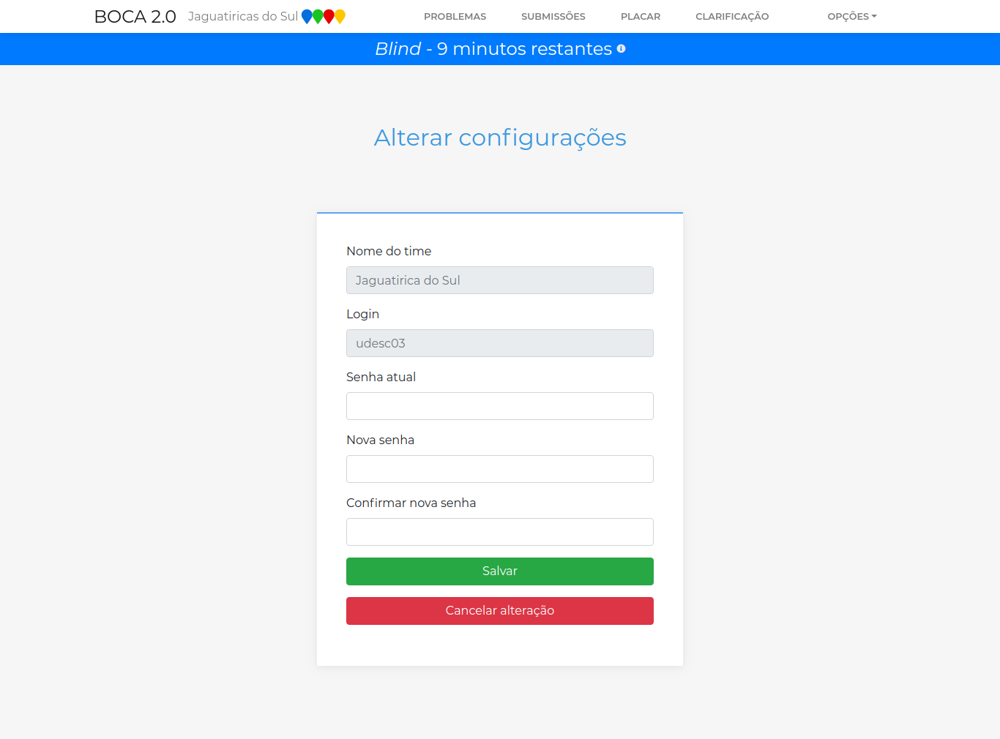 BOCA 2.0 Jaguatiricas do Sul PROBLEMAS SUBMISSÕES PLACAR CLARIFICAÇÃO OPÇÕES
Blind - 9 minutos restantes
Alterar configurações
Nome do time
Jaguatirica do Sul
Login
udesc03
Senha atual
Nova senha
Confirmar nova senha
Salvar
Cancelar alteração